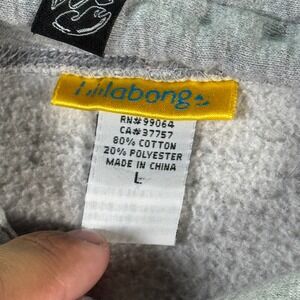 Billabong
RN#99064
CA#37757
80% COTTON
20% POLYESTER
MADE IN CHINA
L